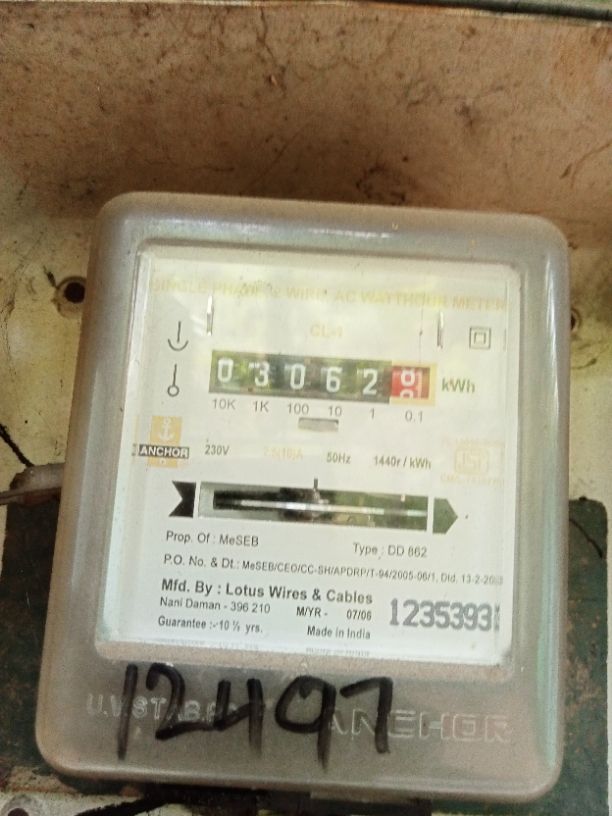 SINGLE PHASE 2 WIRE AC WATTHOUR METER
CL-1
0 3 0 6 2 kWh
10K 1K 100 10 1 0.1
ANCHOR 230V 2.5(10)A 50Hz 1440r / kWh
ISI
Prop. Of : MeSEB Type : DD 862
P.O. No. & Dt.: MeSEB/CEO/CC-SH/APDRP/T-94/2005-06/1, Dtd.
Mfd. By : Lotus Wires & Cables
Nani Daman - 396 210 M/YR - 07/06
Guarantee :- 10 ½ yrs. Made in India
1235393
12497
ANCHOR